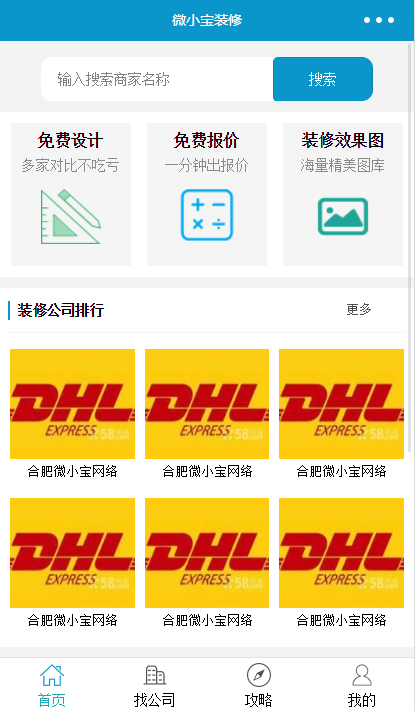 微小宝装修
输入搜索商家名称
搜索
免费设计 免费报价 装修效果图
多家对比不吃亏 一分钟出报价 海量精美图库
装修公司排行 更多
DHL DHL DHL
EXPRESS EXPRESS EXPRESS
合肥微小宝网络 合肥微小宝网络 合肥微小宝网络
DHL DHL DHL
EXPRESS EXPRESS EXPRESS
合肥微小宝网络 合肥微小宝网络 合肥微小宝网络
首页 找公司 攻略 我的